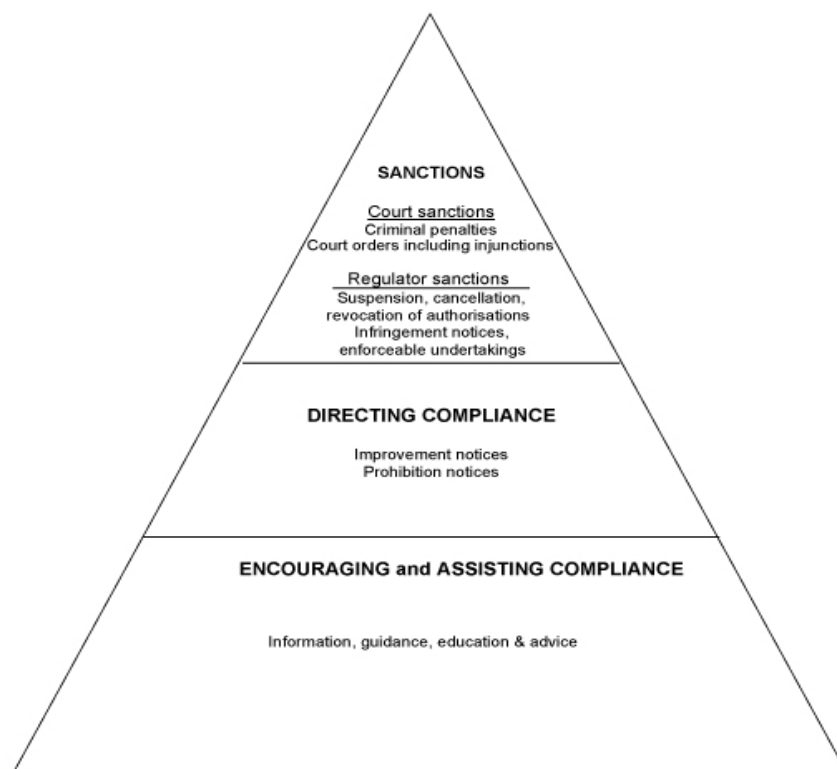 SANCTIONS
Court sanctions
Criminal penalties
Court orders including injunctions
Regulator sanctions
Suspension, cancellation,
revocation of authorisations
Infringement notices,
enforceable undertakings
DIRECTING COMPLIANCE
Improvement notices
Prohibition notices
ENCOURAGING and ASSISTING COMPLIANCE
Information, guidance, education & advice